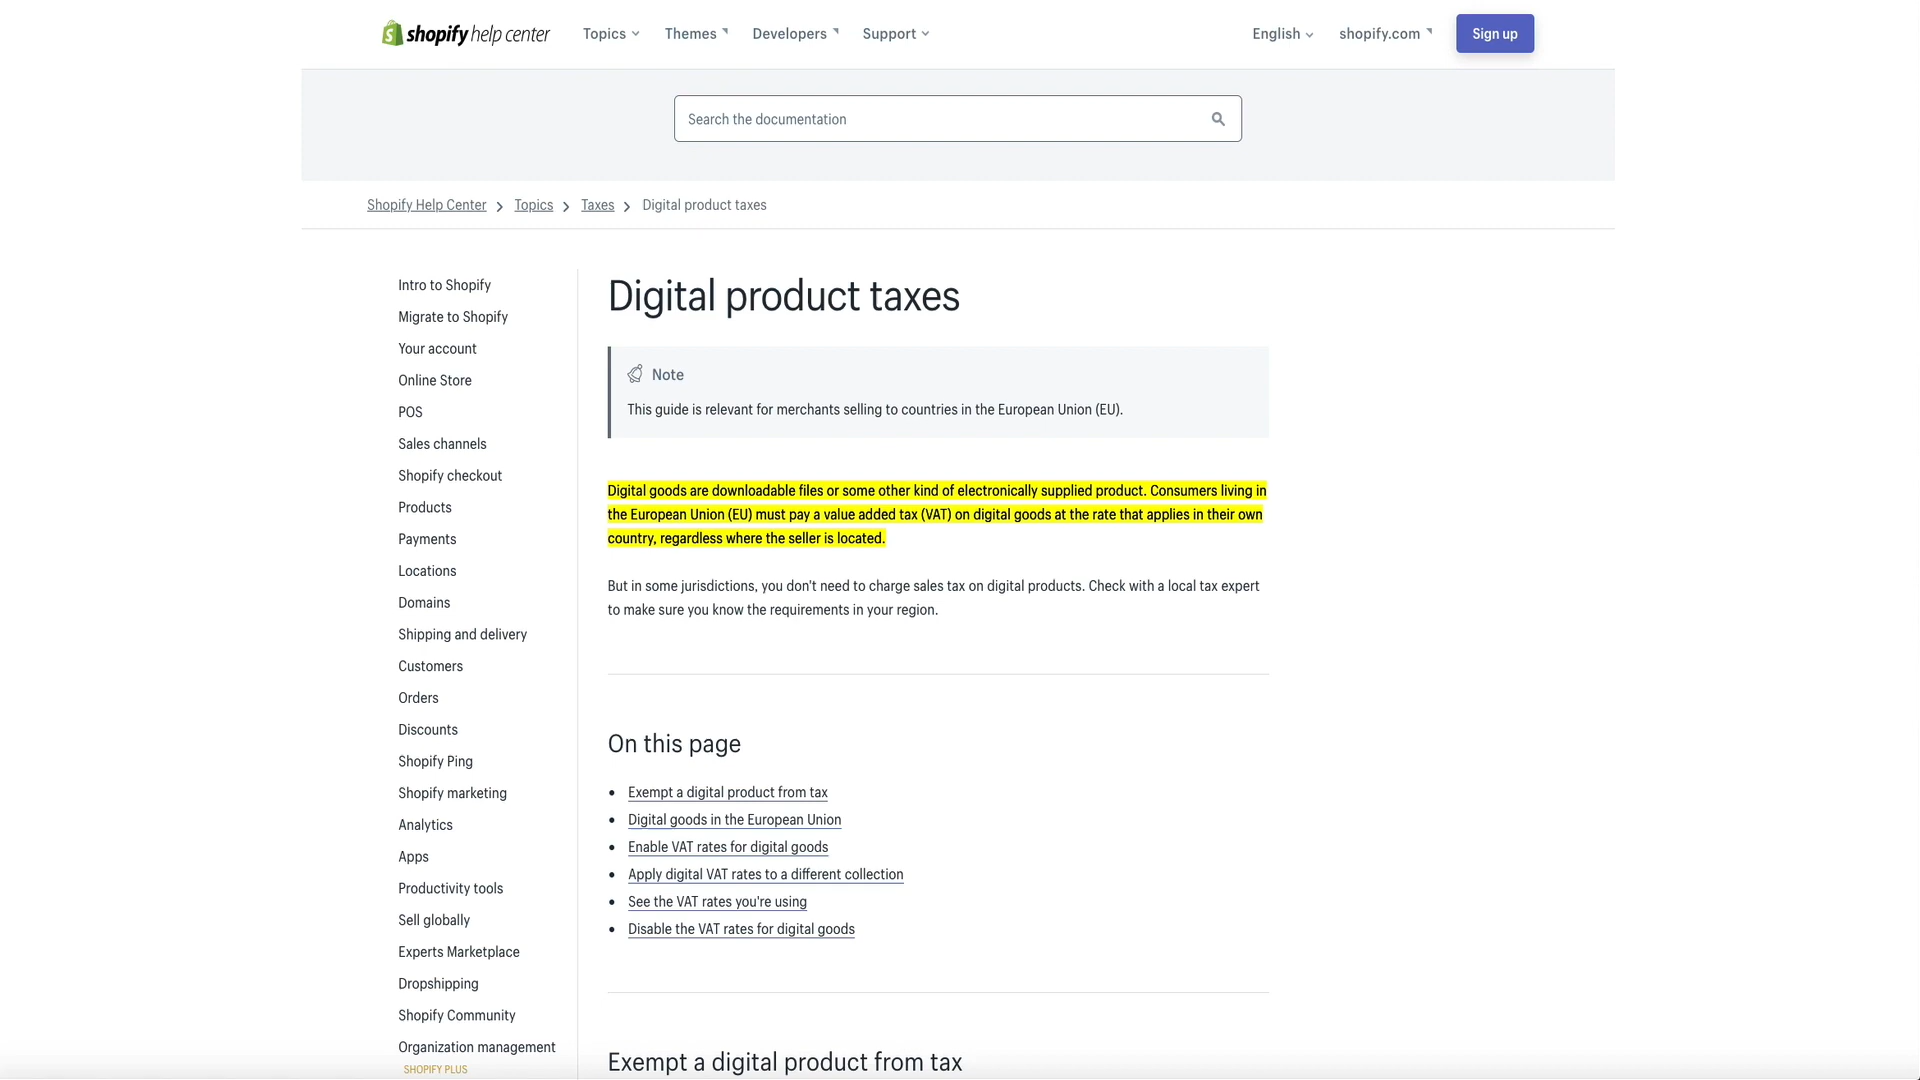 shopify help center
Topics
Themes
Developers
Support
English
shopify.com
Sign up
Search the documentation
Shopify Help Center > Topics > Taxes > Digital product taxes
Intro to Shopify
Migrate to Shopify
Your account
Online Store
POS
Sales channels
Shopify checkout
Products
Payments
Locations
Domains
Shipping and delivery
Customers
Orders
Discounts
Shopify Ping
Shopify marketing
Analytics
Apps
Productivity tools
Sell globally
Experts Marketplace
Dropshipping
Shopify Community
Organization management
SHOPIFY PLUS
Digital product taxes
Note
This guide is relevant for merchants selling to countries in the European Union (EU).
Digital goods are downloadable files or some other kind of electronically supplied product. Consumers living in
the European Union (EU) must pay a value added tax (VAT) on digital goods at the rate that applies in their own
country, regardless where the seller is located.
But in some jurisdictions, you don't need to charge sales tax on digital products. Check with a local tax expert
to make sure you know the requirements in your region.
On this page
• Exempt a digital product from tax
• Digital goods in the European Union
• Enable VAT rates for digital goods
• Apply digital VAT rates to a different collection
• See the VAT rates you're using
• Disable the VAT rates for digital goods
Exempt a digital product from tax